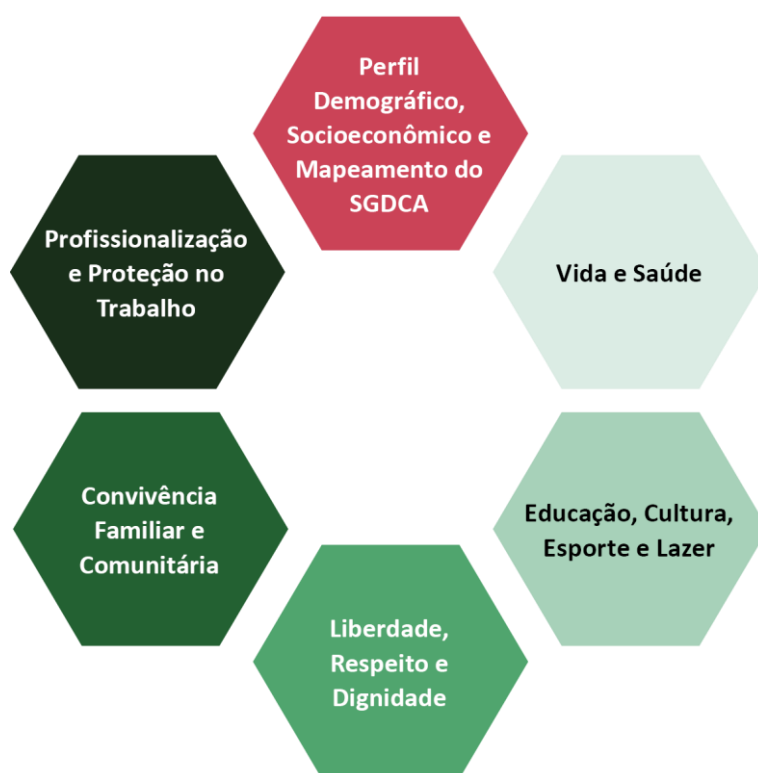 Perfil
Demográfico,
Socioeconômico e
Mapeamento do
SGDCA
Vida e Saúde
Educação, Cultura,
Esporte e Lazer
Liberdade,
Respeito e
Dignidade
Convivência
Familiar e
Comunitária
Profissionalização
e Proteção no
Trabalho